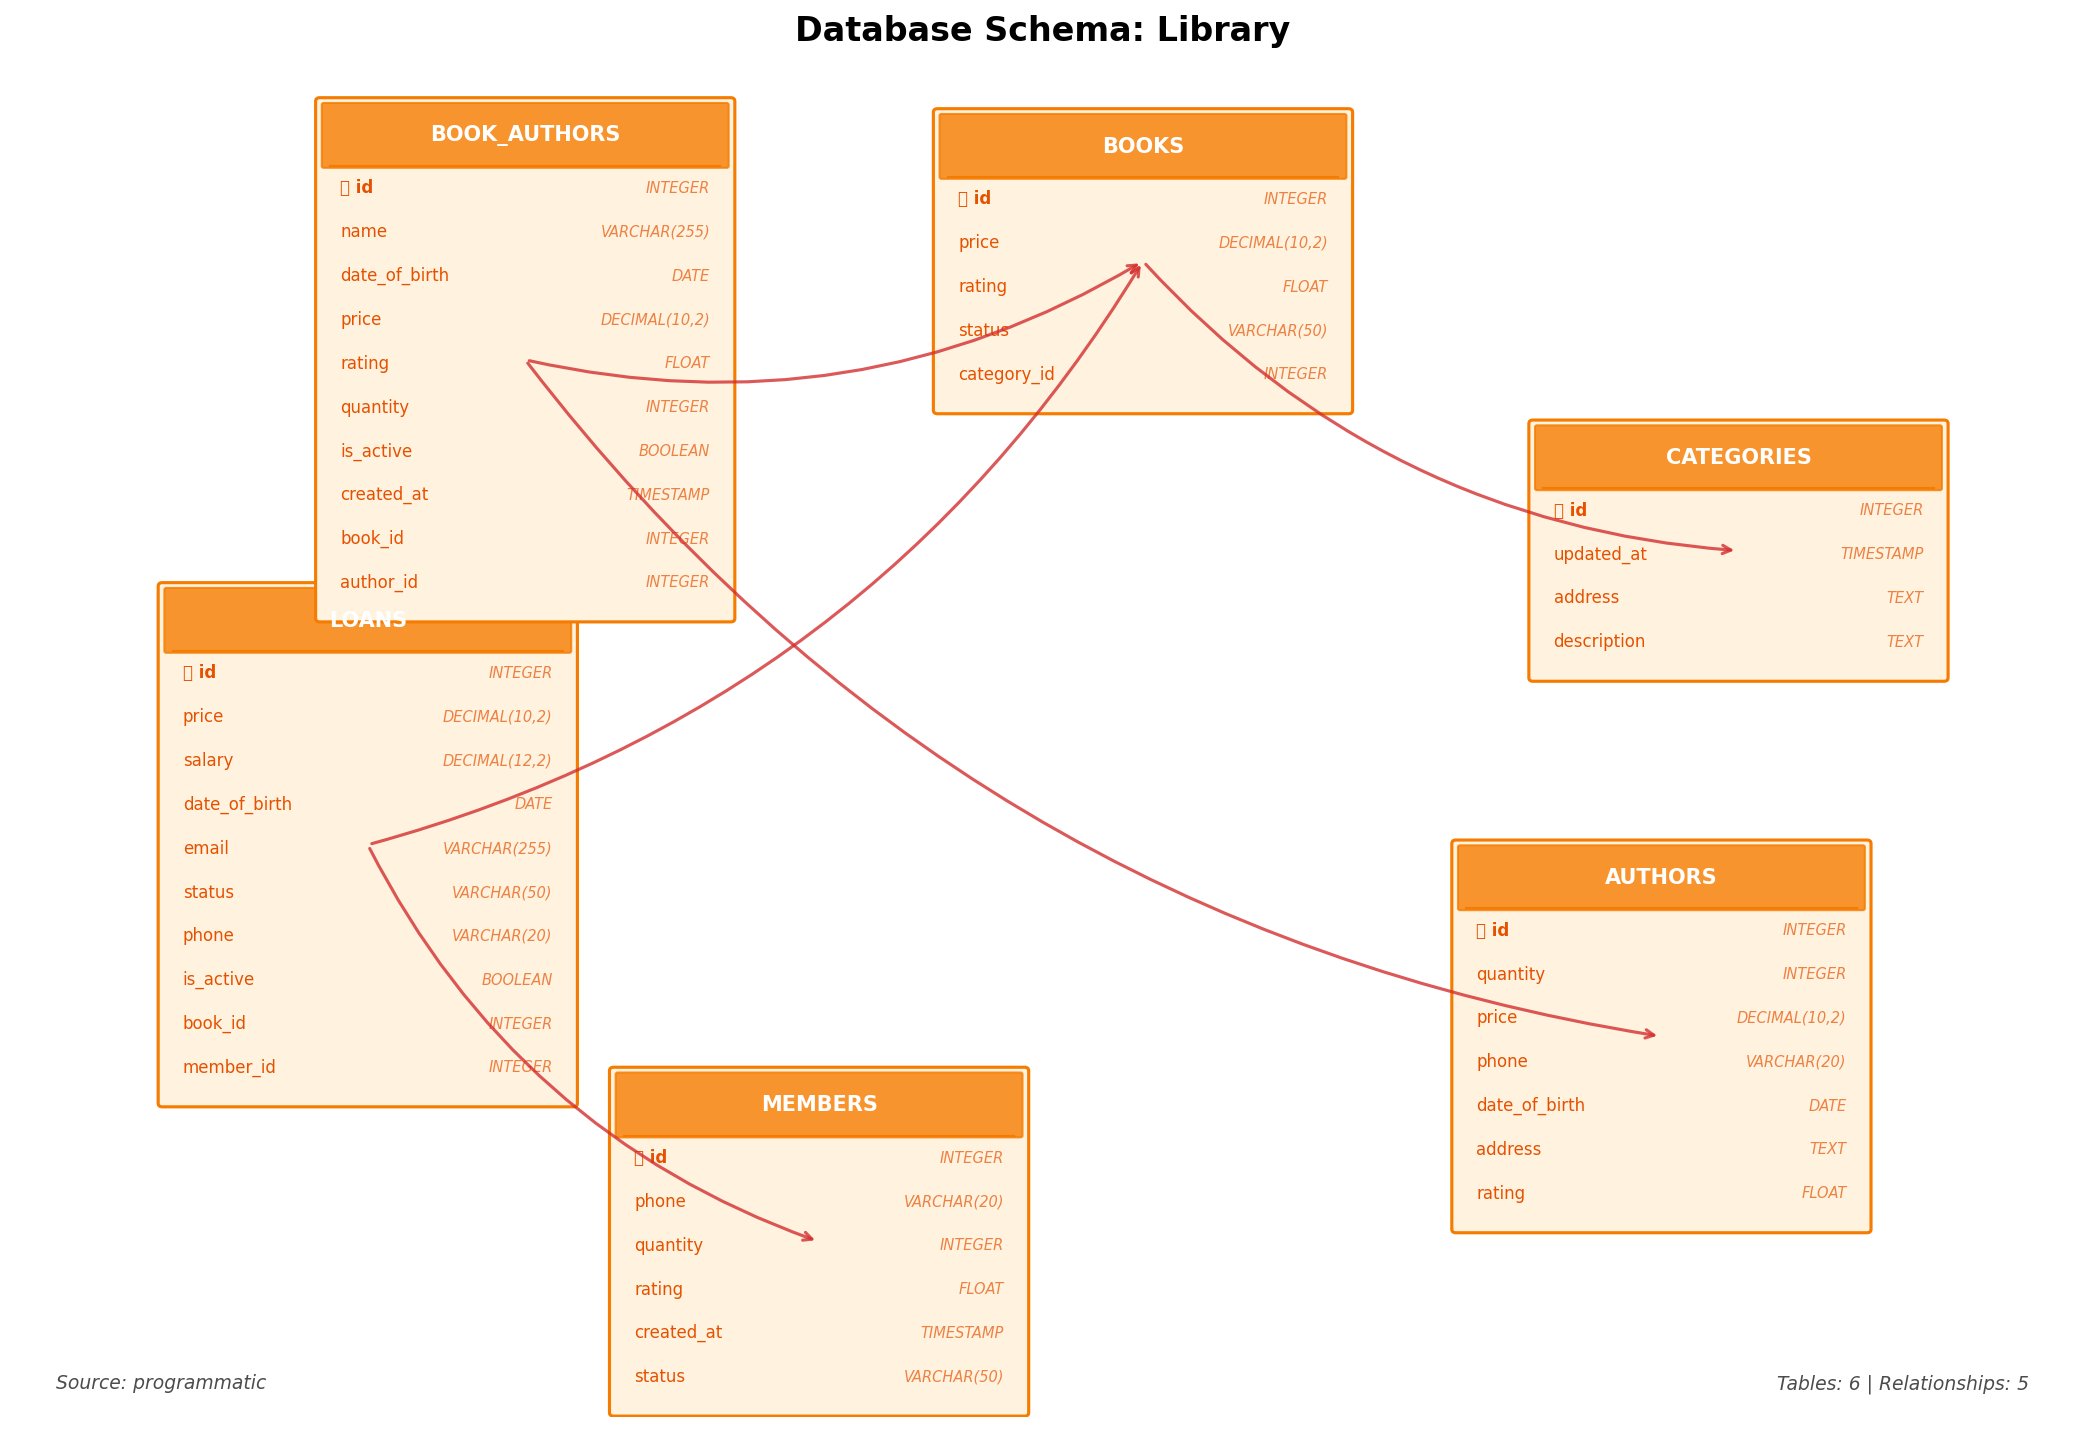 Database Schema: Library
BOOK_AUTHORS
id INTEGER
name VARCHAR(255)
date_of_birth DATE
price DECIMAL(10,2)
rating FLOAT
quantity INTEGER
is_active BOOLEAN
created_at TIMESTAMP
book_id INTEGER
author_id INTEGER
BOOKS
id INTEGER
price DECIMAL(10,2)
rating FLOAT
status VARCHAR(50)
category_id INTEGER
CATEGORIES
id INTEGER
updated_at TIMESTAMP
address TEXT
description TEXT
LOANS
id INTEGER
price DECIMAL(10,2)
salary DECIMAL(12,2)
date_of_birth DATE
email VARCHAR(255)
status VARCHAR(50)
phone VARCHAR(20)
is_active BOOLEAN
book_id INTEGER
member_id INTEGER
AUTHORS
id INTEGER
quantity INTEGER
price DECIMAL(10,2)
phone VARCHAR(20)
date_of_birth DATE
address TEXT
rating FLOAT
MEMBERS
id INTEGER
phone VARCHAR(20)
quantity INTEGER
rating FLOAT
created_at TIMESTAMP
status VARCHAR(50)
Source: programmatic
Tables: 6 | Relationships: 5